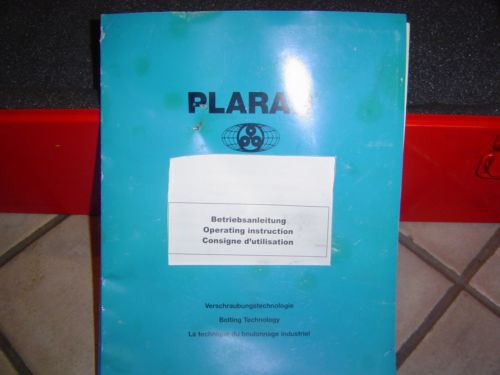 PLARAD
Betriebsanleitung
Operating instruction
Consigne d'utilisation
Verschraubungstechnologie
Bolting Technology
La technique du boulonnage industriel